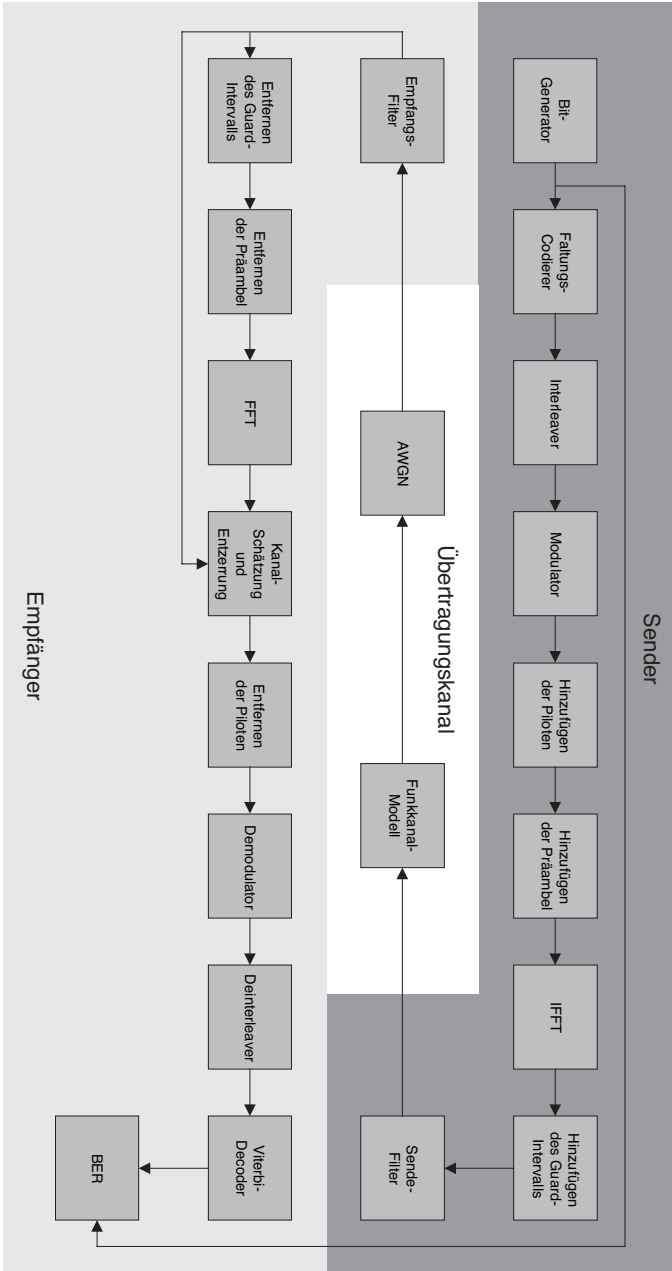 Sender
Bit-
Generator
Faltungs-
Codierer
Interleaver
Modulator
Hinzufügen
der Piloten
Hinzufügen
der Präambel
IFFT
Hinzufügen
des Guard-
Intervalls
Übertragungskanal
Empfangs-
Filter
AWGN
Funkkanal-
Modell
Sende-
Filter
Entfernen
des Guard-
Intervalls
Entfernen
der Präambel
FFT
Kanal-
Schätzung
und
Entzerrung
Entfernen
der Piloten
Demodulator
Deinterleaver
Viterbi-
Decoder
BER
Empfänger